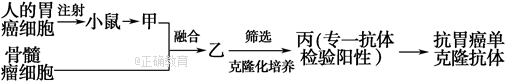 人的胃癌细胞 注射 小鼠 甲
骨髓瘤细胞 融合 乙 筛选 克隆化培养 丙(专一抗体检验阳性) 抗胃癌单克隆抗体
@正确教育